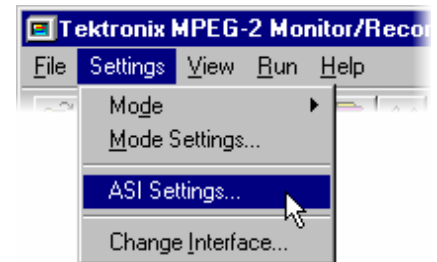 Tektronix MPEG-2 Monitor/Recor
File Settings View Run Help
Mode
Mode Settings...
ASI Settings...
Change Interface...